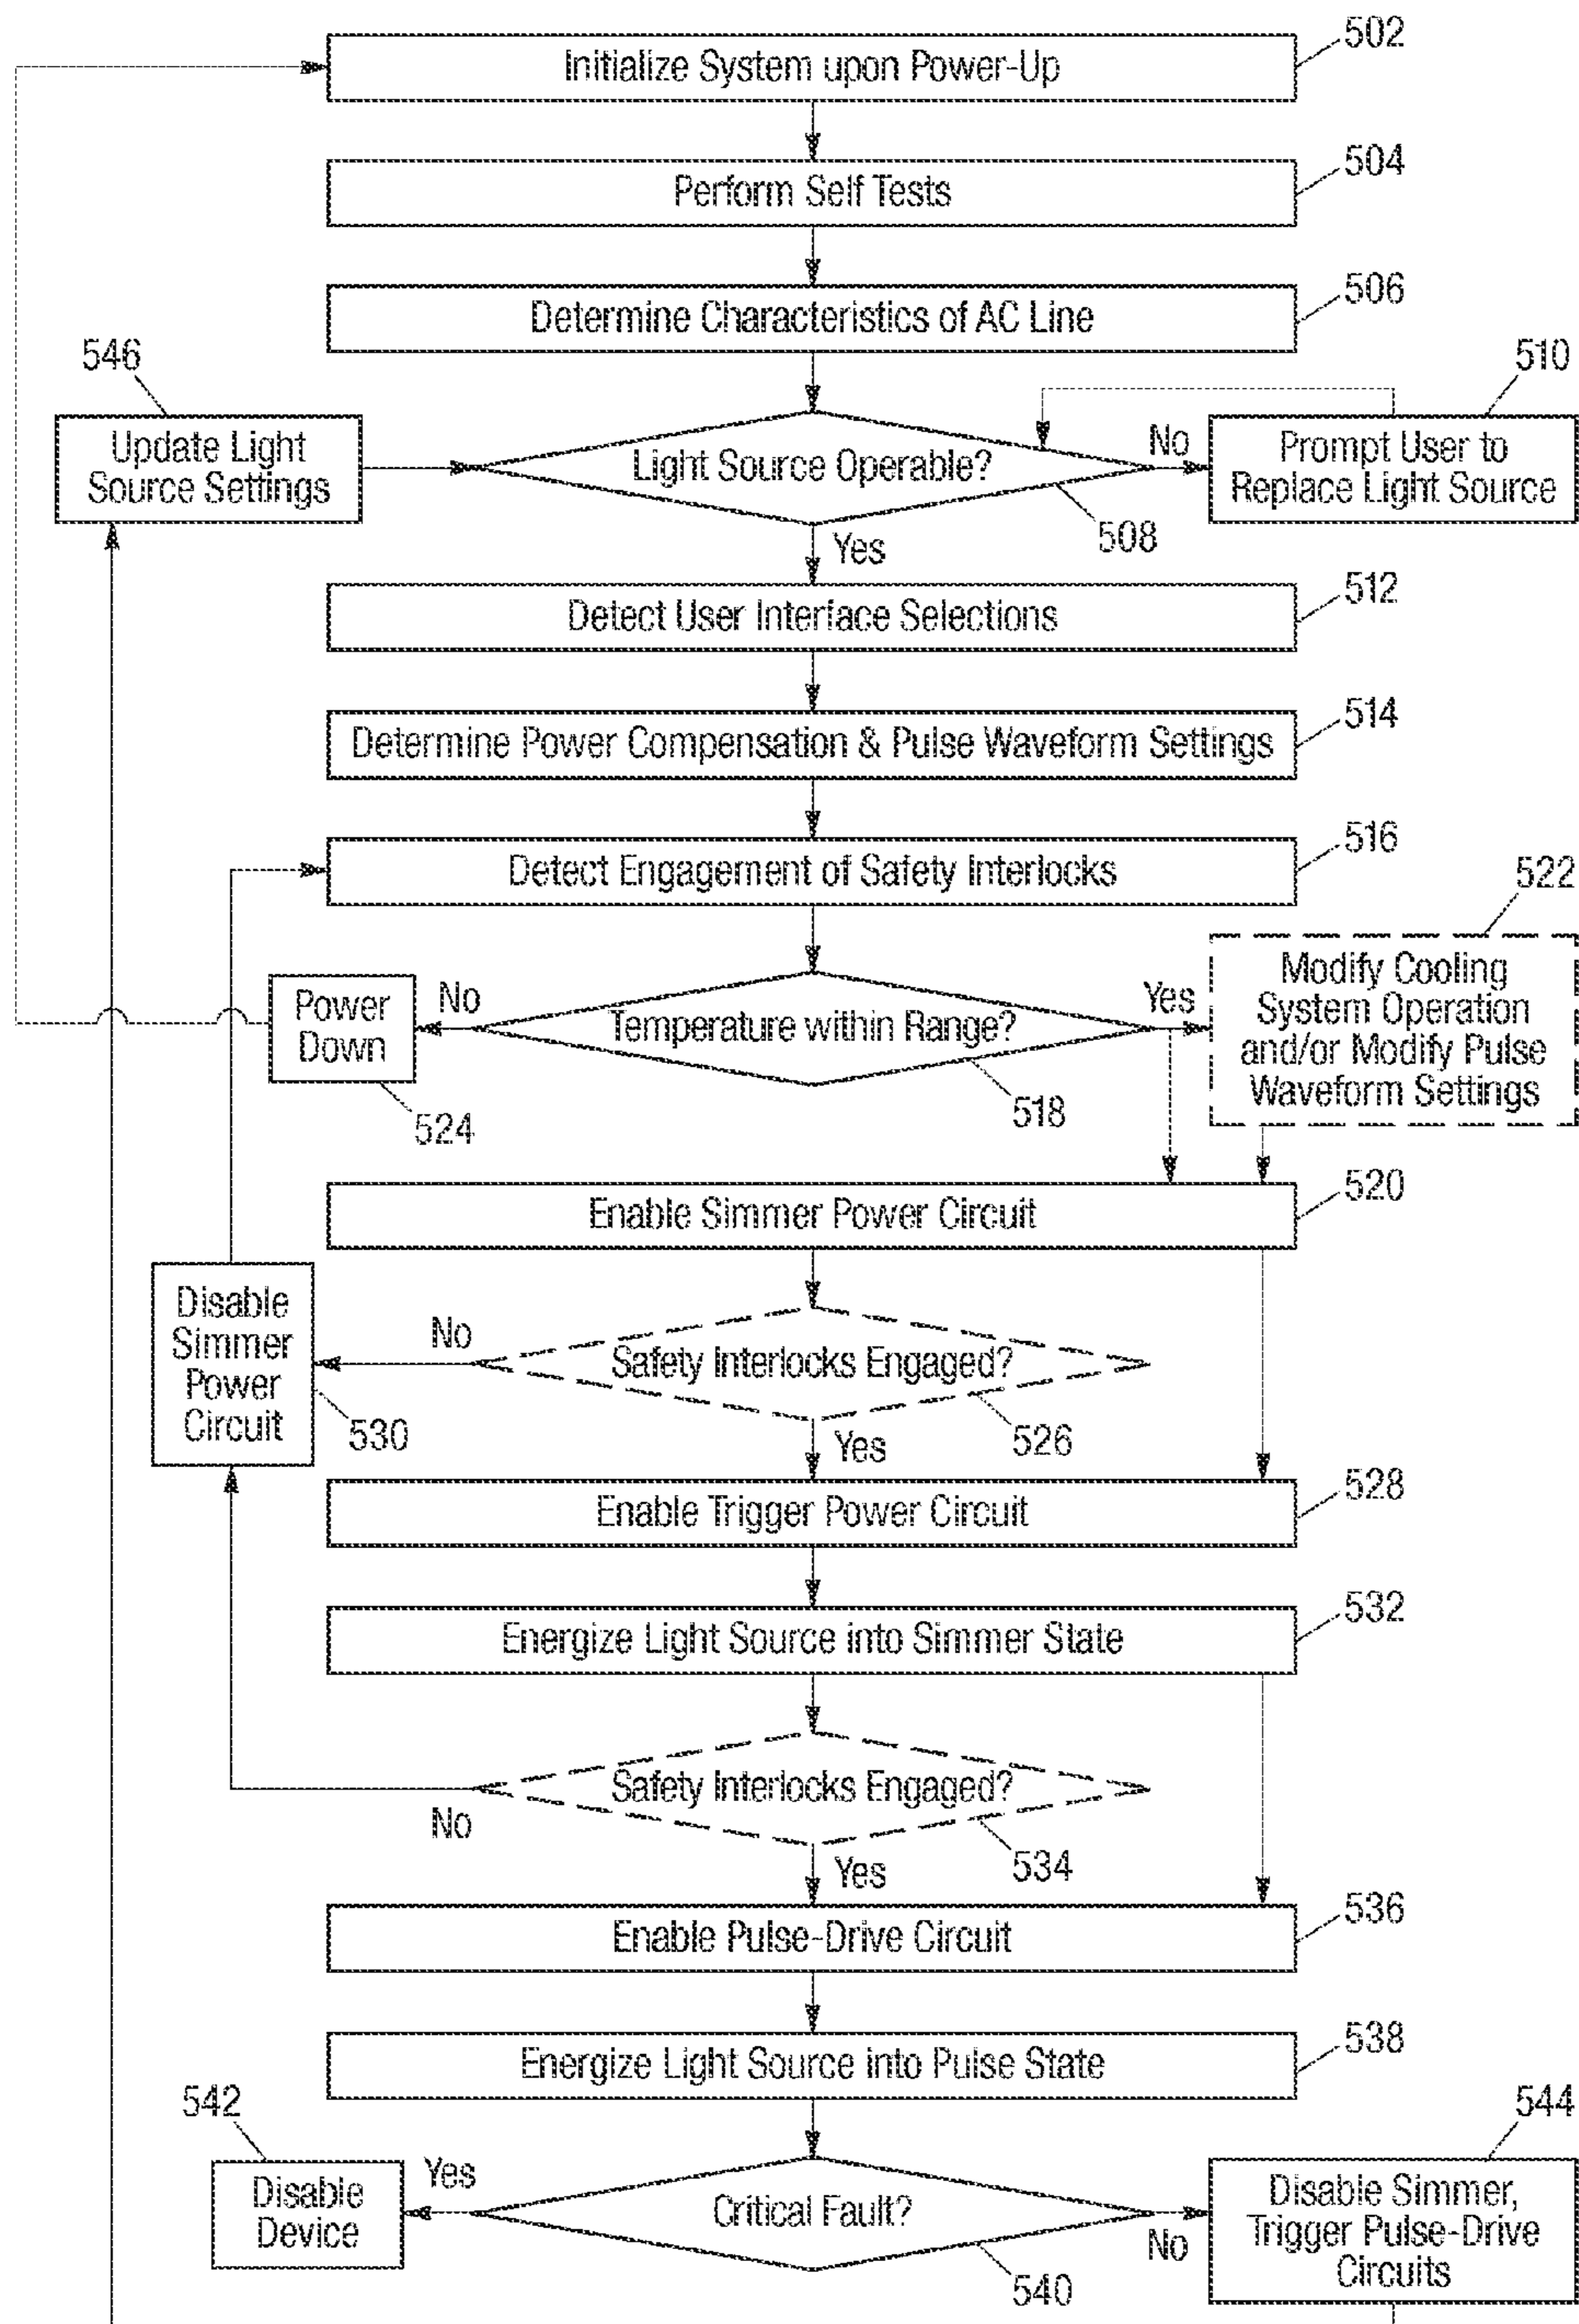 Initialize System upon Power-Up
502
Perform Self Tests
504
Determine Characteristics of AC Line
506
546
510
Update Light
Source Settings
Light Source Operable?
No
Prompt User to
Replace Light Source
508
Yes
Detect User Interface Selections
512
Determine Power Compensation & Pulse Waveform Settings
514
Detect Engagement of Safety Interlocks
516
522
Power
Down
No
Temperature within Range?
Yes
Modify Cooling
System Operation
and/or Modify Pulse
Waveform Settings
524
518
Enable Simmer Power Circuit
520
Disable
Simmer
Power
Circuit
No
Safety Interlocks Engaged?
530
526
Yes
Enable Trigger Power Circuit
528
Energize Light Source into Simmer State
532
Safety Interlocks Engaged?
No
534
Yes
Enable Pulse-Drive Circuit
536
Energize Light Source into Pulse State
538
542
544
Disable
Device
Yes
Critical Fault?
No
Disable Simmer,
Trigger Pulse-Drive
Circuits
540